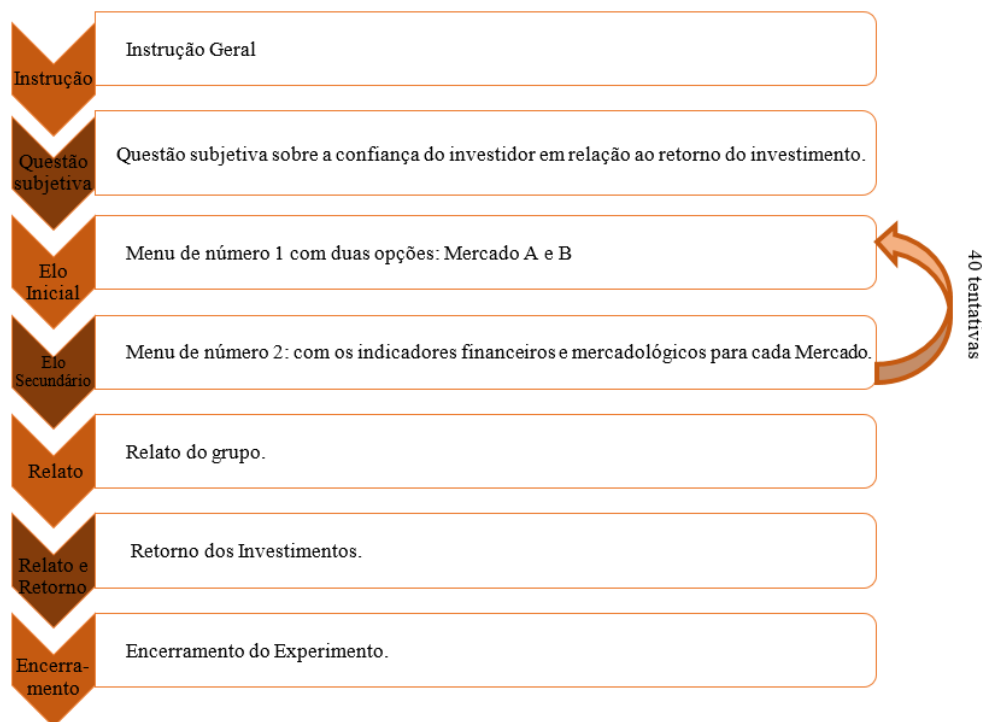 Instrução
Instrução Geral
Questão
subjetiva
Questão subjetiva sobre a confiança do investidor em relação ao retorno do investimento.
Elo
Inicial
Menu de número 1 com duas opções: Mercado A e B
Elo
Secundário
Menu de número 2: com os indicadores financeiros e mercadológicos para cada Mercado.
40 tentativas
Relato
Relato do grupo.
Relato e
Retorno
Retorno dos Investimentos.
Encerra-
mento
Encerramento do Experimento.